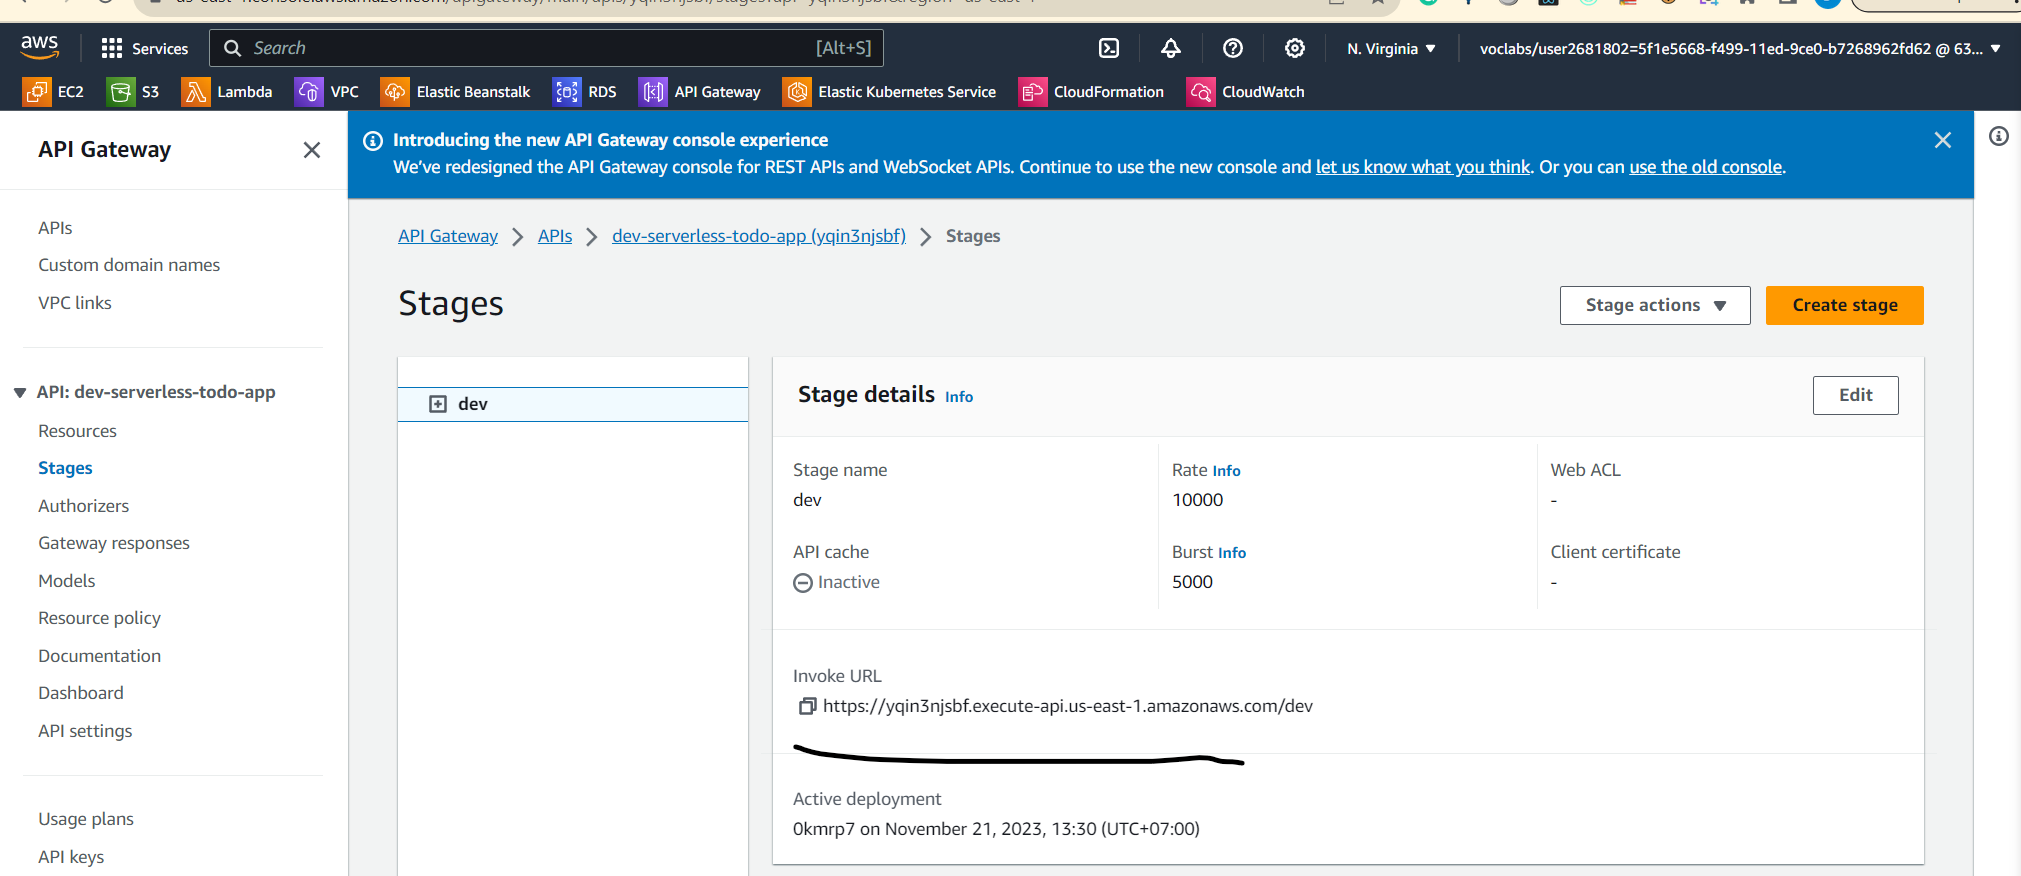 aws
Services
Search
[Alt+S]
N. Virginia
voclabs/user2681802=5f1e5668-f499-11ed-9ce0-b7268962fd62 @ 63...
EC2
S3
Lambda
VPC
Elastic Beanstalk
RDS
API Gateway
Elastic Kubernetes Service
CloudFormation
CloudWatch
API Gateway
Introducing the new API Gateway console experience
We've redesigned the API Gateway console for REST APIs and WebSocket APIs. Continue to use the new console and let us know what you think. Or you can use the old console.
APIs
Custom domain names
VPC links
API: dev-serverless-todo-app
Resources
Stages
Authorizers
Gateway responses
Models
Resource policy
Documentation
Dashboard
API settings
Usage plans
API keys
API Gateway
APIs
dev-serverless-todo-app (yqin3njsbf)
Stages
Stages
Stage actions
Create stage
dev
Stage details
Info
Edit
Stage name
dev
Rate Info
10000
Web ACL
-
API cache
Inactive
Burst Info
5000
Client certificate
-
Invoke URL
https://yqin3njsbf.execute-api.us-east-1.amazonaws.com/dev
Active deployment
0kmrp7 on November 21, 2023, 13:30 (UTC+07:00)